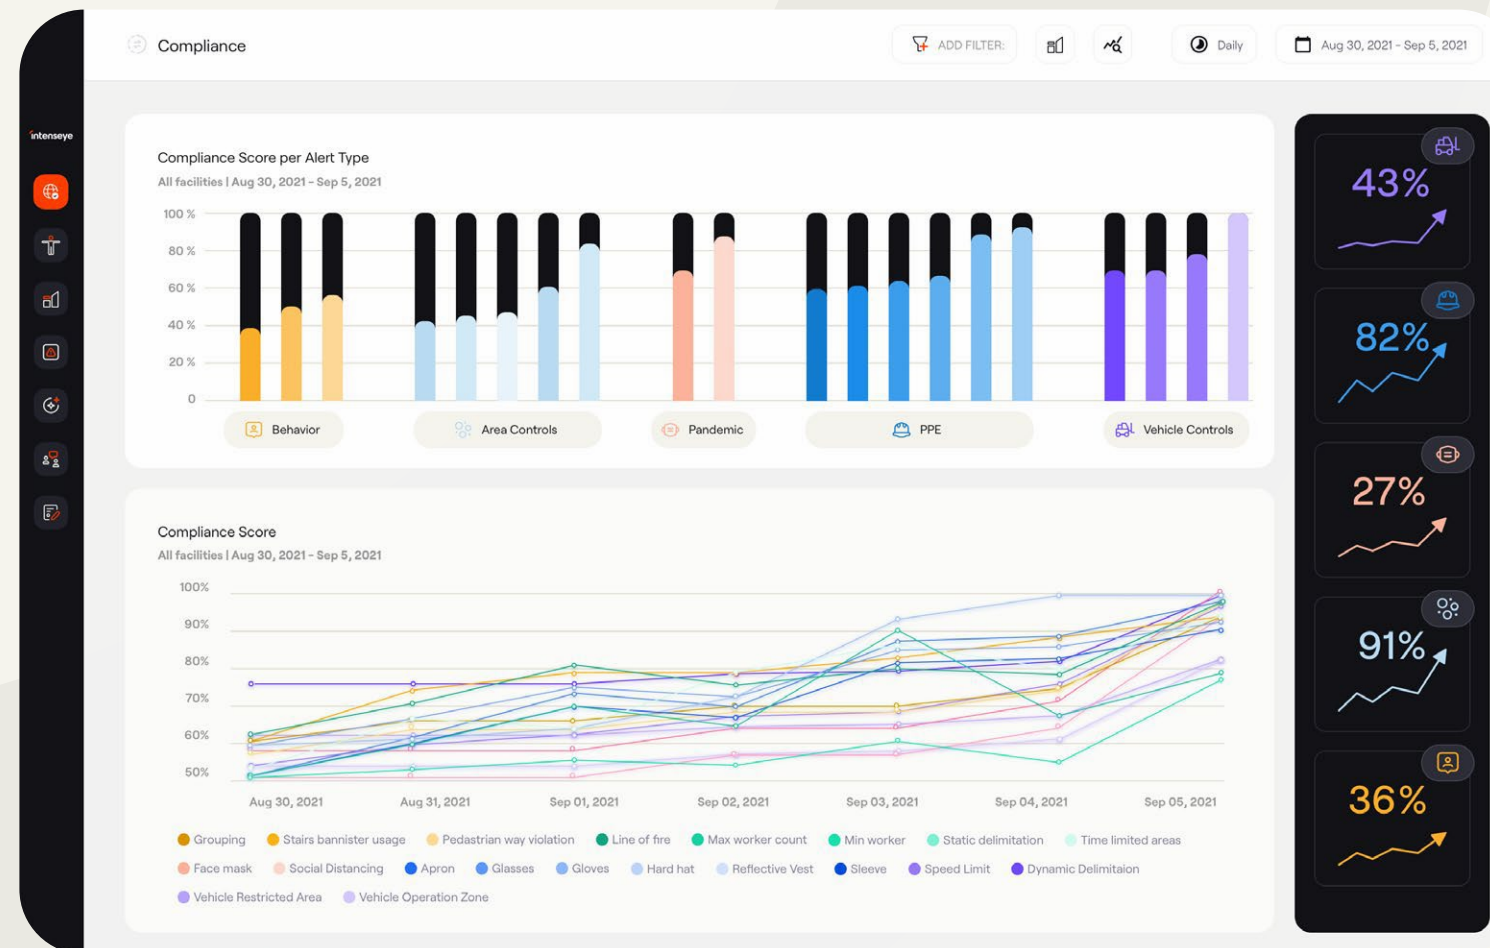 Compliance
ADD FILTER:
Daily
Aug 30, 2021 - Sep 5, 2021
intenseye
Compliance Score per Alert Type
All facilities | Aug 30, 2021 - Sep 5, 2021
100 %
80 %
60 %
40 %
20 %
0
Behavior
Area Controls
Pandemic
PPE
Vehicle Controls
43%
82%
27%
91%
36%
Compliance Score
All facilities | Aug 30, 2021 - Sep 5, 2021
100%
90%
80%
70%
60%
50%
Aug 30, 2021
Aug 31, 2021
Sep 01, 2021
Sep 02, 2021
Sep 03, 2021
Sep 04, 2021
Sep 05, 2021
Grouping
Stairs bannister usage
Pedastrian way violation
Line of fire
Max worker count
Min worker
Static delimitation
Time limited areas
Face mask
Social Distancing
Apron
Glasses
Gloves
Hard hat
Reflective Vest
Sleeve
Speed Limit
Dynamic Delimitaion
Vehicle Restricted Area
Vehicle Operation Zone